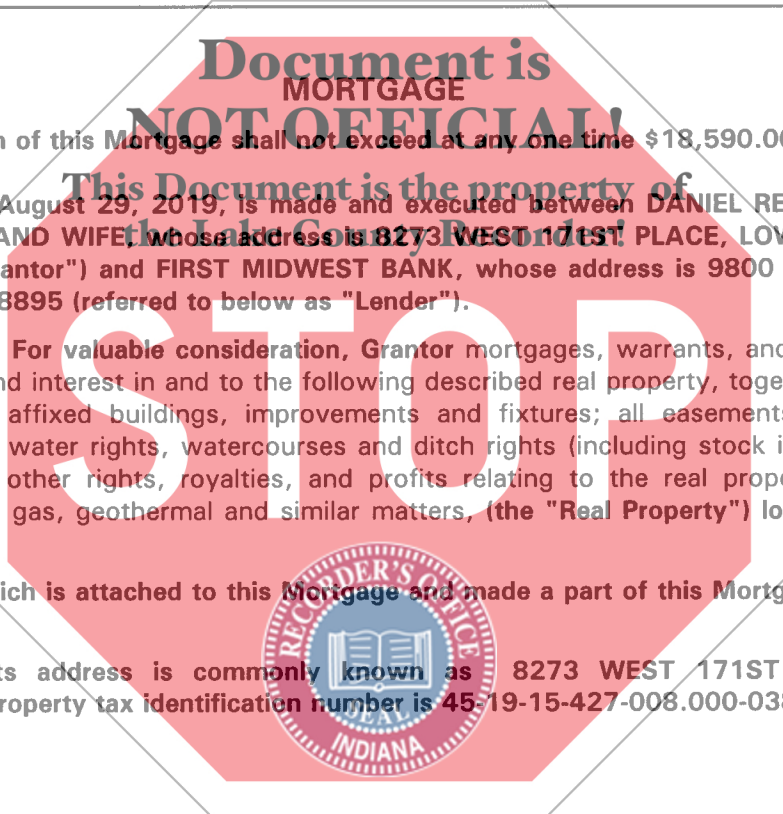 Document is
MORTGAGE
NOT OFFICIAL!
n of this Mortgage shall not exceed at any one time $18,590.00
This Document is the property of
August 29, 2019, is made and executed between DANIEL RE
the Lake County Recorder!
AND WIFE, whose address is 8273 WEST 171ST PLACE, LOV
antor") and FIRST MIDWEST BANK, whose address is 9800
8895 (referred to below as "Lender").
STOP
For valuable consideration, Grantor mortgages, warrants, and
nd interest in and to the following described real property, toge
affixed buildings, improvements and fixtures; all easements
water rights, watercourses and ditch rights (including stock i
other rights, royalties, and profits relating to the real prope
gas, geothermal and similar matters, (the "Real Property") lo
ich is attached to this Mortgage and made a part of this Mortg
RECORDER'S OFFICE
SEAL
INDIANA
ts address is commonly known as 8273 WEST 171ST
roperty tax identification number is 45-19-15-427-008.000-038